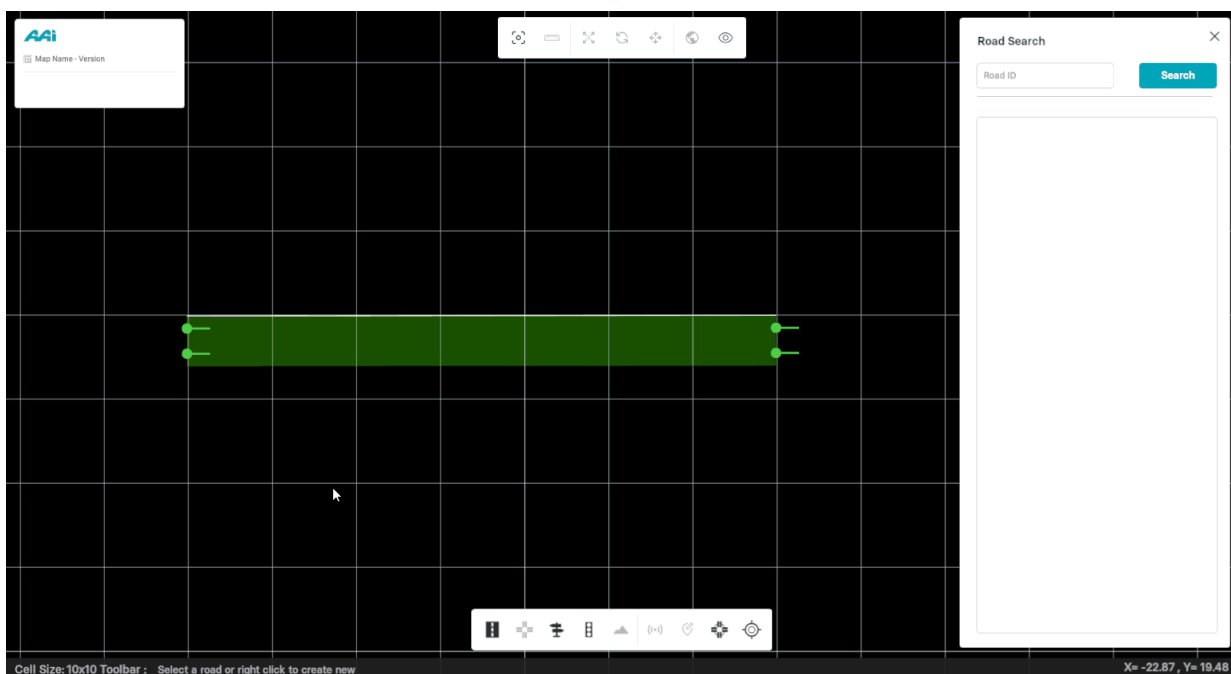 AAi
Map Name - Version
Road Search
Road ID
Search
Cell Size:10x10 Toolbar : Select a road or right click to create new
X= -22.87 , Y= 19.48